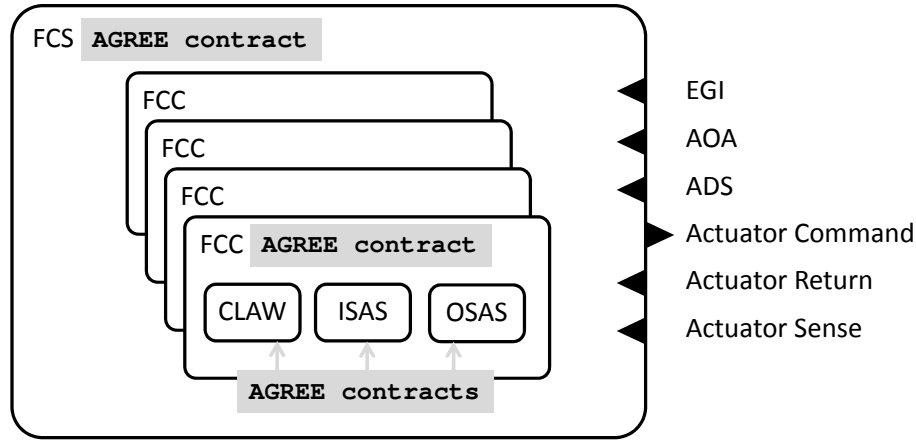 FCS AGREE contract
FCC
FCC
FCC
FCC AGREE contract
CLAW ISAS OSAS
AGREE contracts
EGI
AOA
ADS
Actuator Command
Actuator Return
Actuator Sense